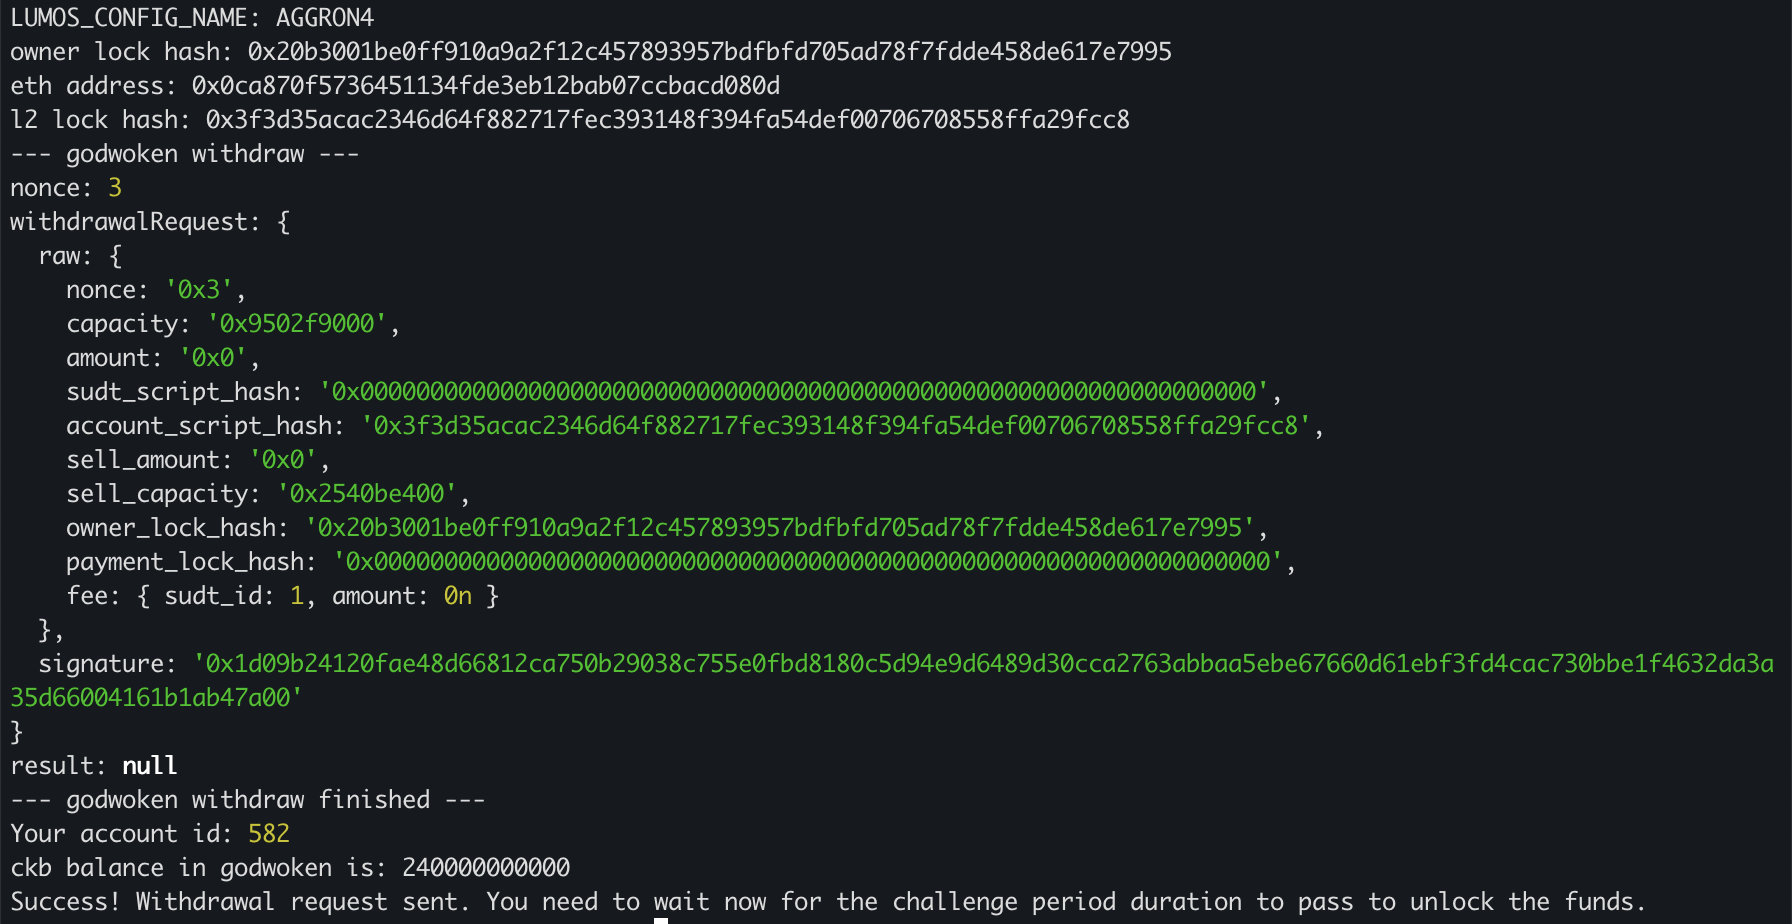 LUMOS_CONFIG_NAME: AGGRON4
owner lock hash: 0x20b3001be0ff910a9a2f12c457893957bdfbfd705ad78f7fdde458de617e7995
eth address: 0x0ca870f5736451134fde3eb12bab07ccbacd080d
l2 lock hash: 0x3f3d35acac2346d64f882717fec393148f394fa54def00706708558ffa29fcc8
--- godwoken withdraw ---
nonce: 3
withdrawalRequest: {
  raw: {
    nonce: '0x3',
    capacity: '0x9502f9000',
    amount: '0x0',
    sudt_script_hash: '0x0000000000000000000000000000000000000000000000000000000000000000',
    account_script_hash: '0x3f3d35acac2346d64f882717fec393148f394fa54def00706708558ffa29fcc8',
    sell_amount: '0x0',
    sell_capacity: '0x2540be400',
    owner_lock_hash: '0x20b3001be0ff910a9a2f12c457893957bdfbfd705ad78f7fdde458de617e7995',
    payment_lock_hash: '0x0000000000000000000000000000000000000000000000000000000000000000',
    fee: { sudt_id: 1, amount: 0n }
  },
  signature: '0x1d09b24120fae48d66812ca750b29038c755e0fbd8180c5d94e9d6489d30cca2763abbaa5ebe67660d61ebf3fd4cac730bbe1f4632da3a
35d66004161b1ab47a00'
}
result: null
--- godwoken withdraw finished ---
Your account id: 582
ckb balance in godwoken is: 240000000000
Success! Withdrawal request sent. You need to wait now for the challenge period duration to pass to unlock the funds.